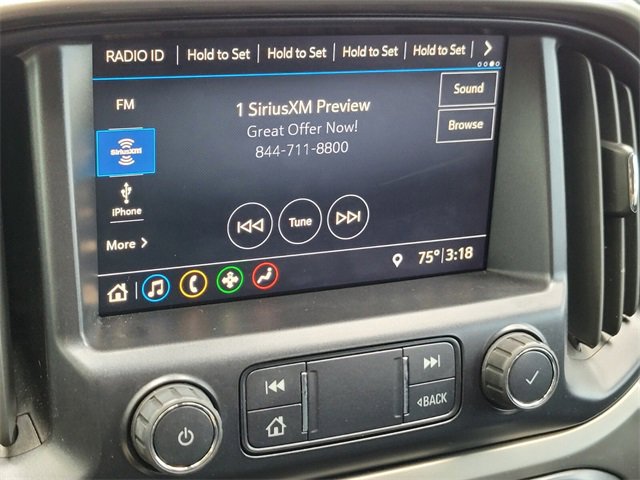 RADIO ID Hold to Set Hold to Set Hold to Set Hold to Set
FM
SiriusXM
iPhone
More
1 SiriusXM Preview
Great Offer Now!
844-711-8800
Sound
Browse
Tune
75° 3:18
BACK